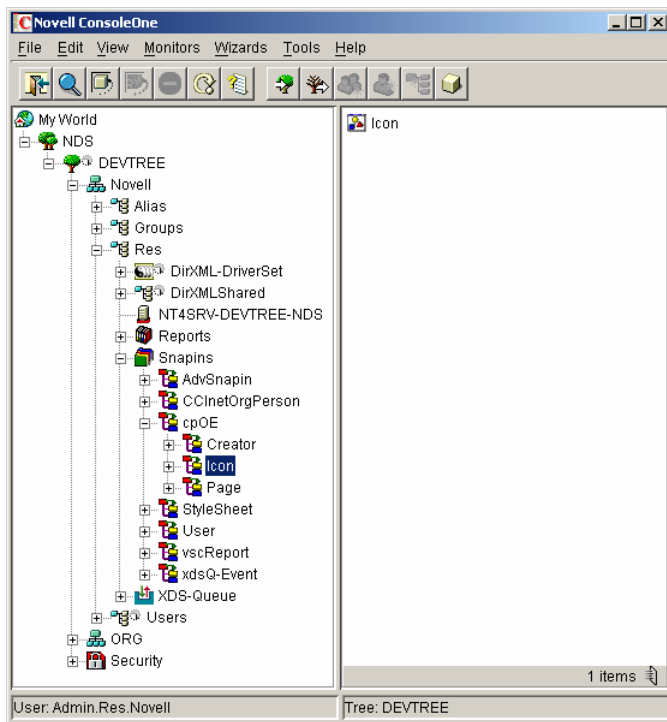 Novell ConsoleOne
File Edit View Monitors Wizards Tools Help
My World
NDS
DEVTREE
Novell
Alias
Groups
Res
DirXML-DriverSet
DirXMLShared
NT4SRV-DEVTREE-NDS
Reports
Snapins
AdvSnapin
CCInetOrgPerson
cpOE
Creator
Icon
Page
StyleSheet
User
vscReport
xdsQ-Event
XDS-Queue
Users
ORG
Security
Icon
1 items
User: Admin.Res.Novell
Tree: DEVTREE